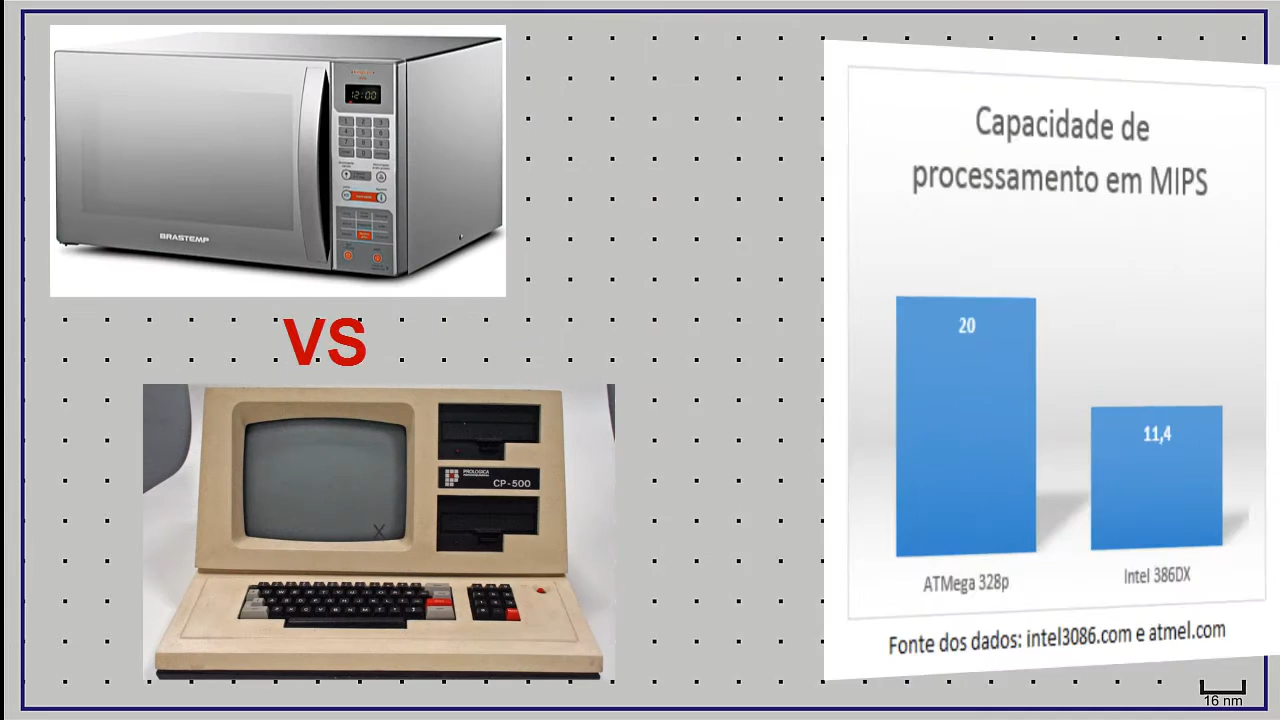 12:00
BRASTEMP
VS
PROLOGICA
CP-500
X
Capacidade de
processamento em MIPS
20
11,4
ATMega 328p
Intel 386DX
Fonte dos dados: intel3086.com e atmel.com
16 nm